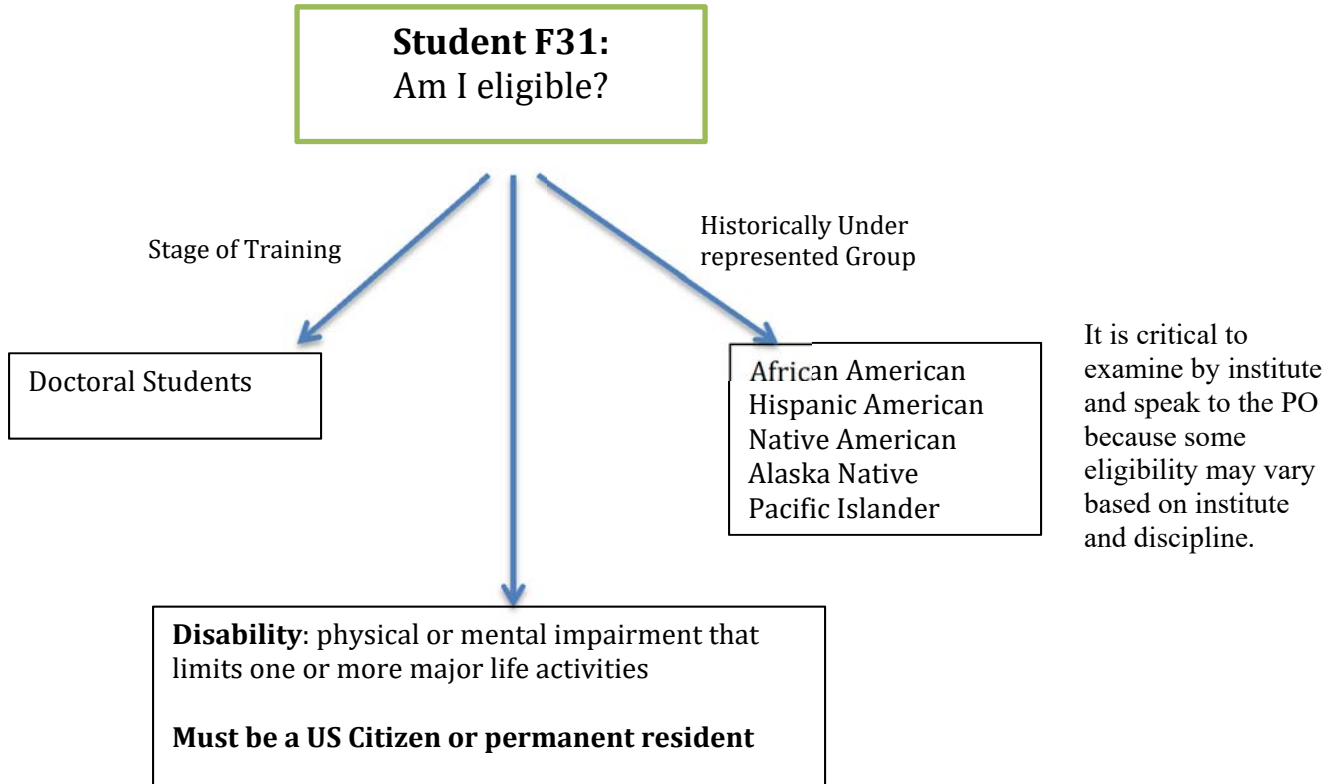 Student F31:
Am I eligible?
Stage of Training
Historically Under
represented Group
Doctoral Students
African American
Hispanic American
Native American
Alaska Native
Pacific Islander
It is critical to
examine by institute
and speak to the PO
because some
eligibility may vary
based on institute
and discipline.
Disability: physical or mental impairment that
limits one or more major life activities
Must be a US Citizen or permanent resident